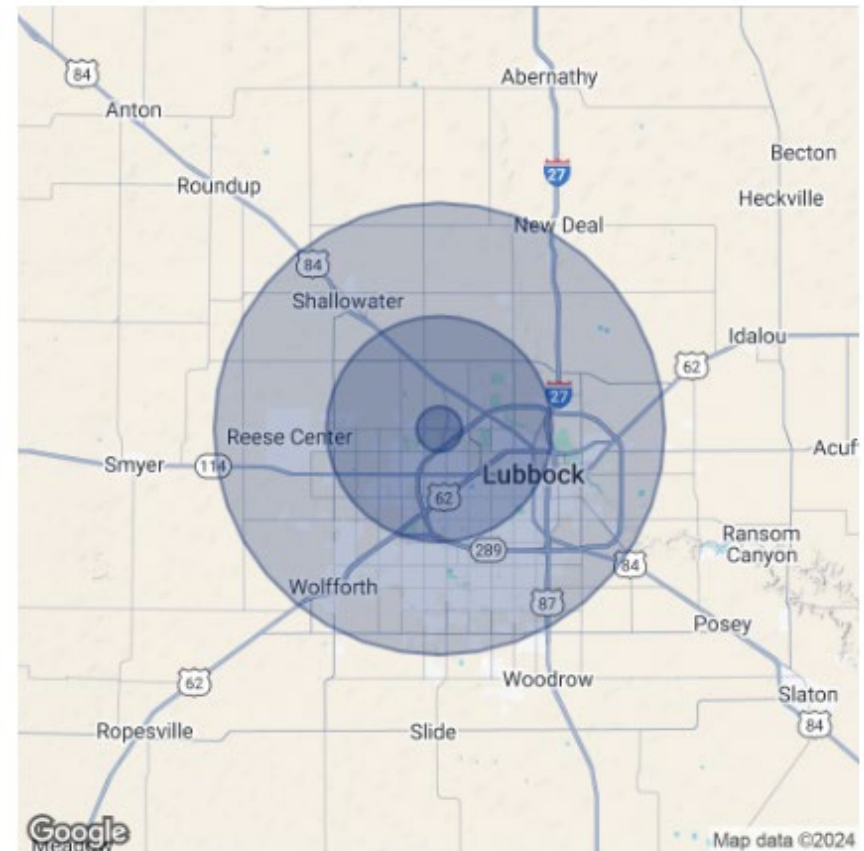 84
Abernathy
Anton
Becton
27
Roundup
Heckville
New Deal
84
Shallowater
Idalou
62
27
Reese Center
Acuf
Smyer
114
Lubbock
62
Ransom
Canyon
289
84
Wolfforth
87
Posey
62
Woodrow
Slaton
84
Ropesville
Slide
Google
Map data ©2024